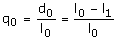 q₀ = d₀/l₀ = (l₀ − l₁)/l₀